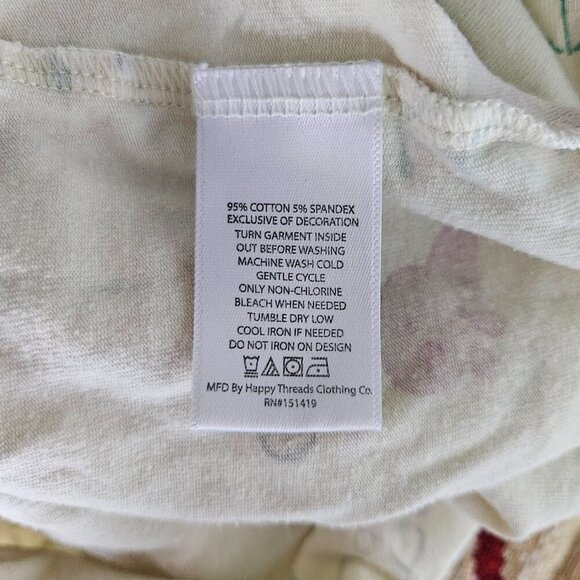 95% COTTON 5% SPANDEX
EXCLUSIVE OF DECORATION
TURN GARMENT INSIDE
OUT BEFORE WASHING
MACHINE WASH COLD
GENTLE CYCLE
ONLY NON-CHLORINE
BLEACH WHEN NEEDED
TUMBLE DRY LOW
COOL IRON IF NEEDED
DO NOT IRON ON DESIGN
MFD By Happy Threads Clothing Co.
RN#151419